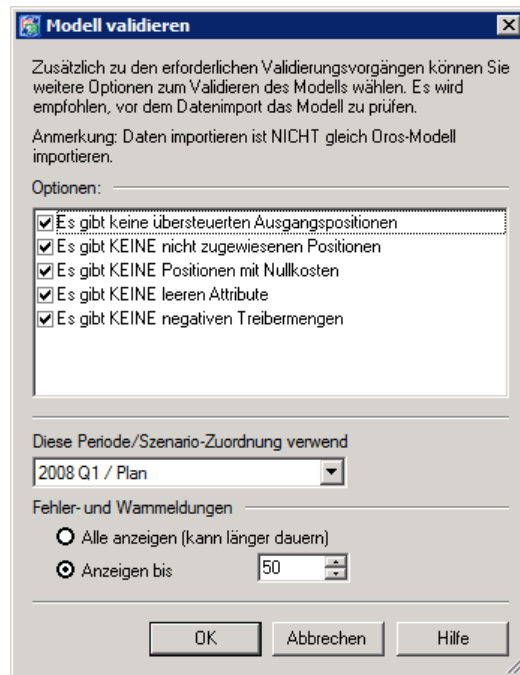 Modell validieren
Zusätzlich zu den erforderlichen Validierungsvorgängen können Sie
weitere Optionen zum Validieren des Modells wählen. Es wird
empfohlen, vor dem Datenimport das Modell zu prüfen.
Anmerkung: Daten importieren ist NICHT gleich Oros-Modell
importieren.
Optionen:
Es gibt keine übersteuerten Ausgangspositionen
Es gibt KEINE nicht zugewiesenen Positionen
Es gibt KEINE Positionen mit Nullkosten
Es gibt KEINE leeren Attribute
Es gibt KEINE negativen Treibermengen
Diese Periode/Szenario-Zuordnung verwend
2008 Q1 / Plan
Fehler- und Warnmeldungen
Alle anzeigen (kann länger dauern)
Anzeigen bis 50
OK Abbrechen Hilfe